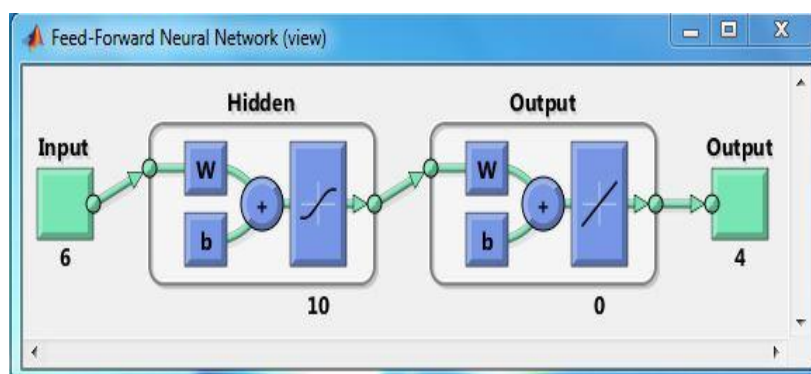 Feed-Forward Neural Network (view)
Hidden
Output
Input
Output
W
b
+
W
b
+
6
10
0
4